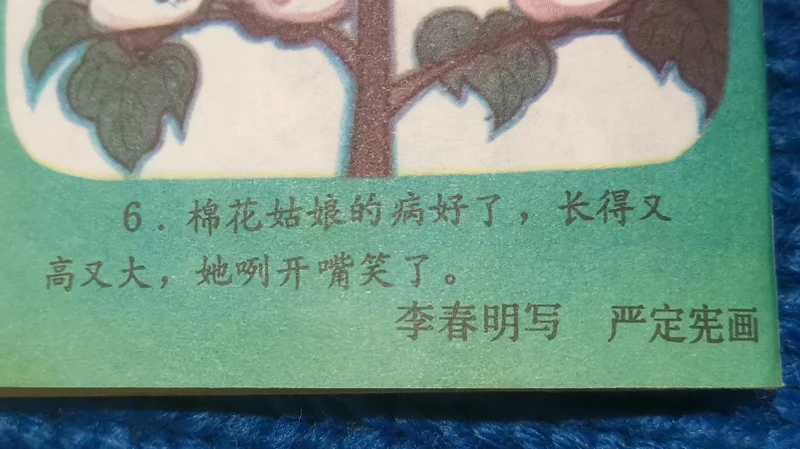 6．棉花姑娘的病好了，长得又
高又大，她咧开嘴笑了。
李春明写　严定宪画